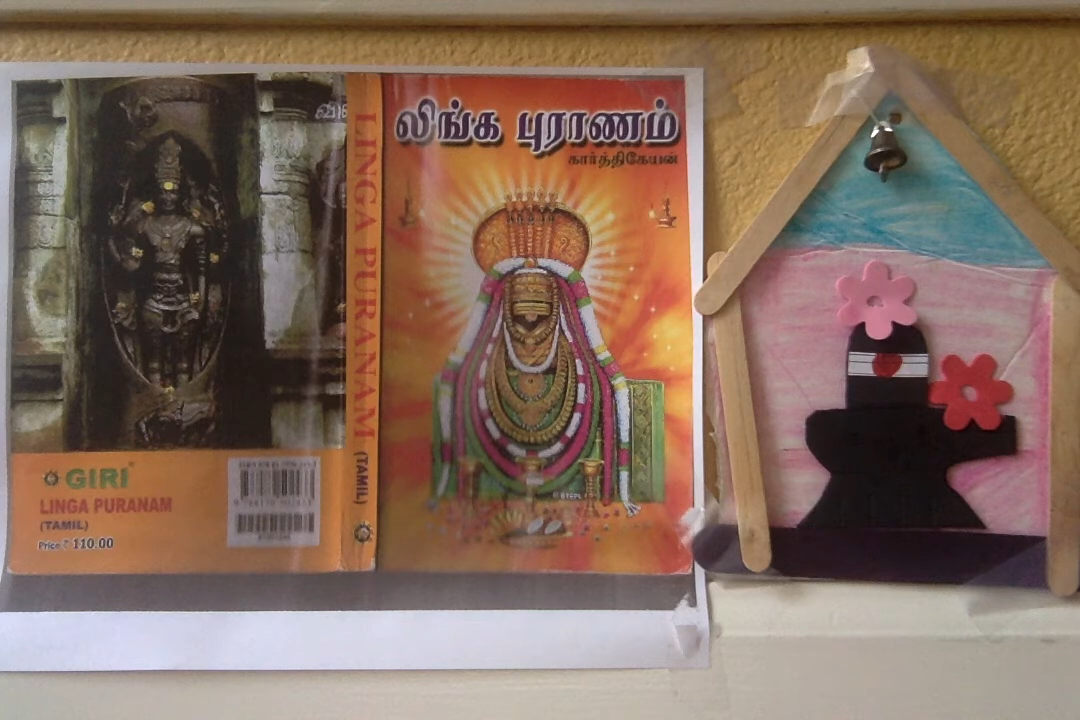 GIRI
LINGA PURANAM
(TAMIL)
Price ₹ 110.00
LINGA PURANAM (TAMIL)
லிங்க புராணம்
கார்த்திகேயன்